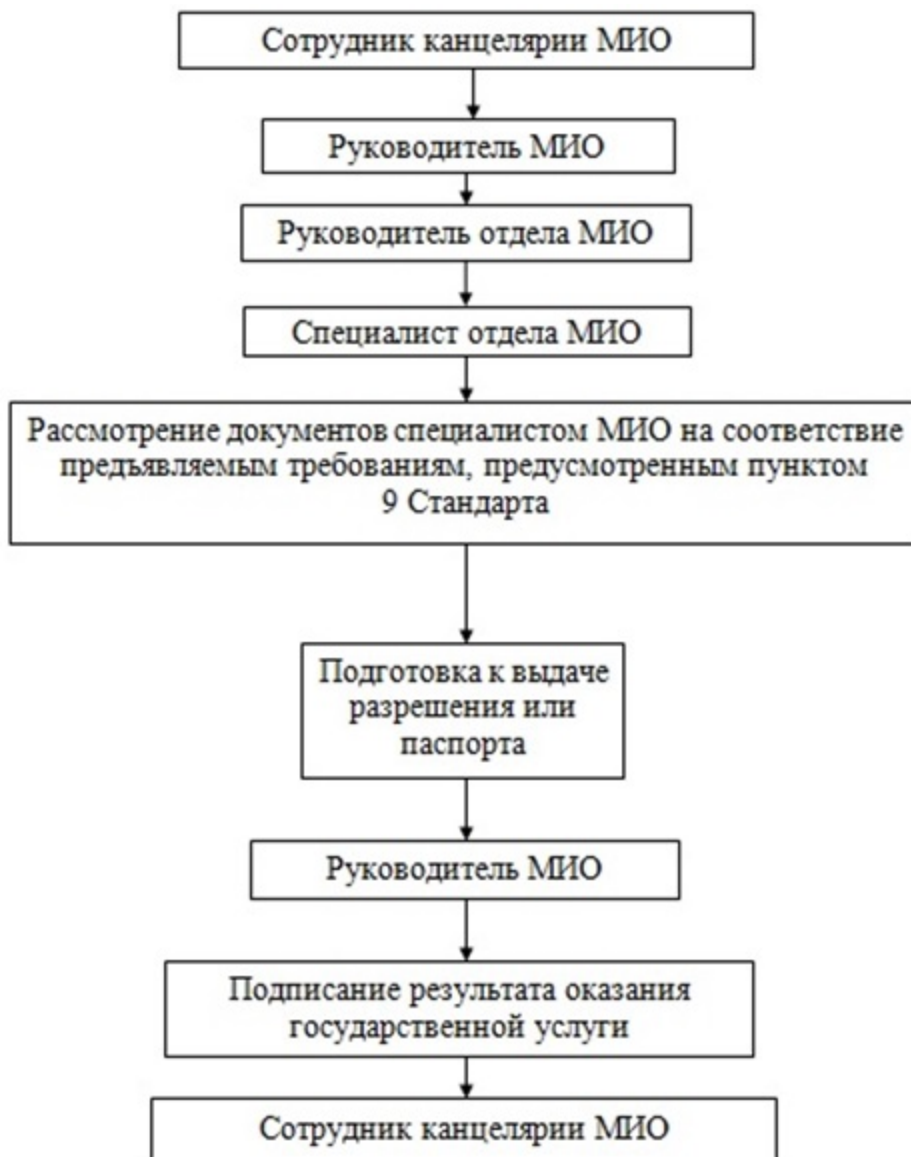 Сотрудник канцелярии МИО
Руководитель МИО
Руководитель отдела МИО
Специалист отдела МИО
Рассмотрение документов специалистом МИО на соответствие
предъявляемым требованиям, предусмотренным пунктом
9 Стандарта
Подготовка к выдаче
разрешения или
паспорта
Руководитель МИО
Подписание результата оказания
государственной услуги
Сотрудник канцелярии МИО